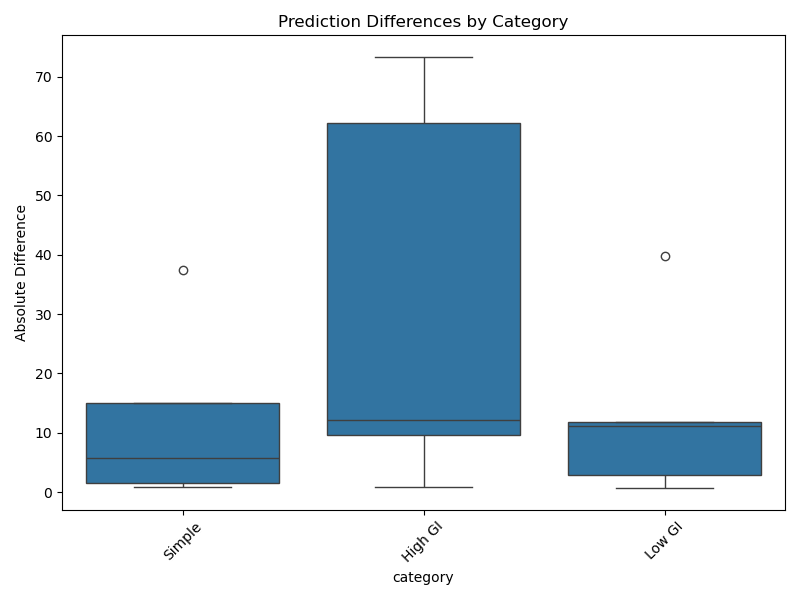 Prediction Differences by Category
Absolute Difference
70
60
50
40
30
20
10
0
Simple
High GI
Low GI
category